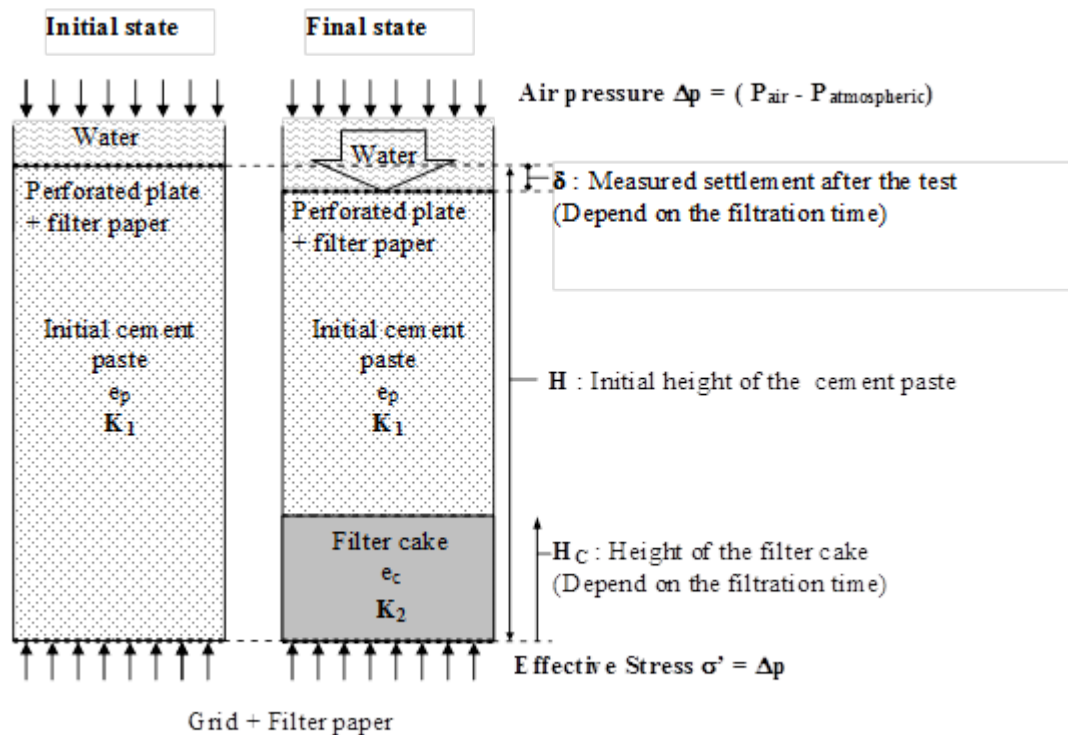 Initial state
Final state
Air pressure Δp = ( Pair - Patmospheric)
Water
Water
δ : Measured settlement after the test
(Depend on the filtration time)
Perforated plate
+ filter paper
Perforated plate
+ filter paper
Initial cement
paste
ep
K1
Initial cement
paste
ep
K1
H : Initial height of the cement paste
Filter cake
ec
K2
HC : Height of the filter cake
(Depend on the filtration time)
Effective Stress σ’ = Δp
Grid + Filter paper